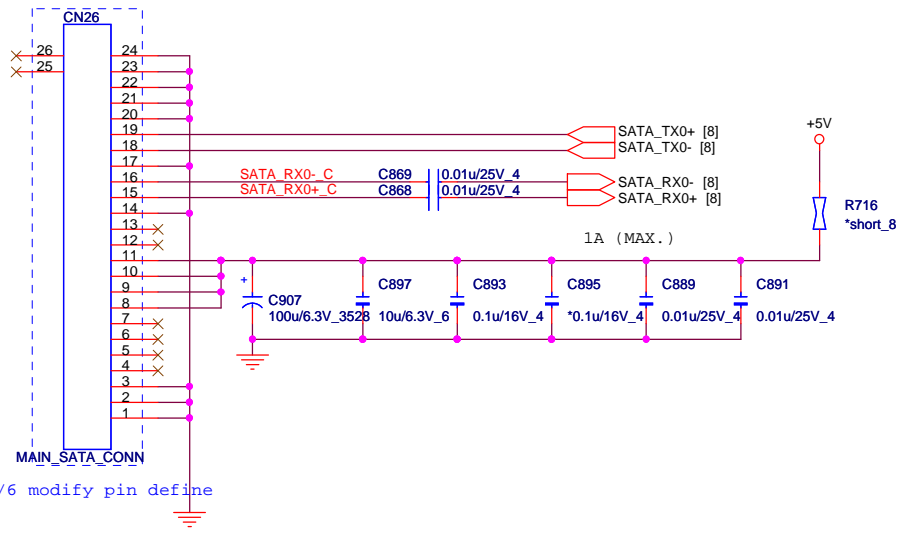 CN26
26
25
24
23
22
21
20
19
18
17
16
15
14
13
12
11
10
9
8
7
6
5
4
3
2
1
MAIN_SATA_CONN
/6 modify pin define
SATA_TX0+ [8]
SATA_TX0- [8]
SATA_RX0-_C C869 0.01u/25V_4 SATA_RX0- [8]
SATA_RX0+_C C868 0.01u/25V_4 SATA_RX0+ [8]
+5V
R716
*short_8
1A (MAX.)
+
C907
100u/6.3V_3528
C897
10u/6.3V_6
C893
0.1u/16V_4
C895
*0.1u/16V_4
C889
0.01u/25V_4
C891
0.01u/25V_4